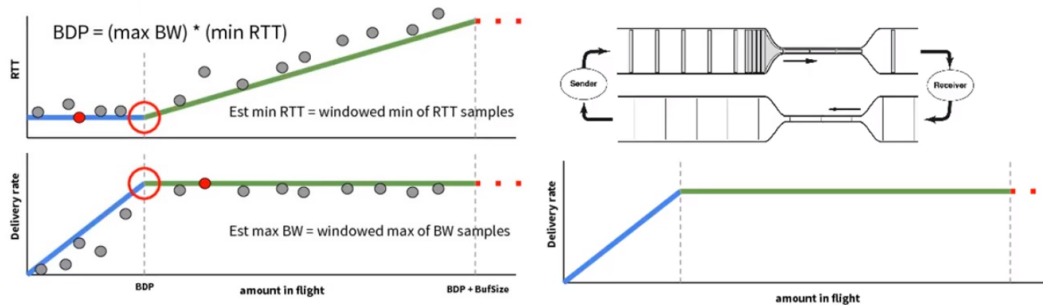 BDP = (max BW) * (min RTT)
RTT
Est min RTT = windowed min of RTT samples
Delivery rate
Est max BW = windowed max of BW samples
BDP
amount in flight
BDP + BufSize
Sender
Receiver
Delivery rate
amount in flight